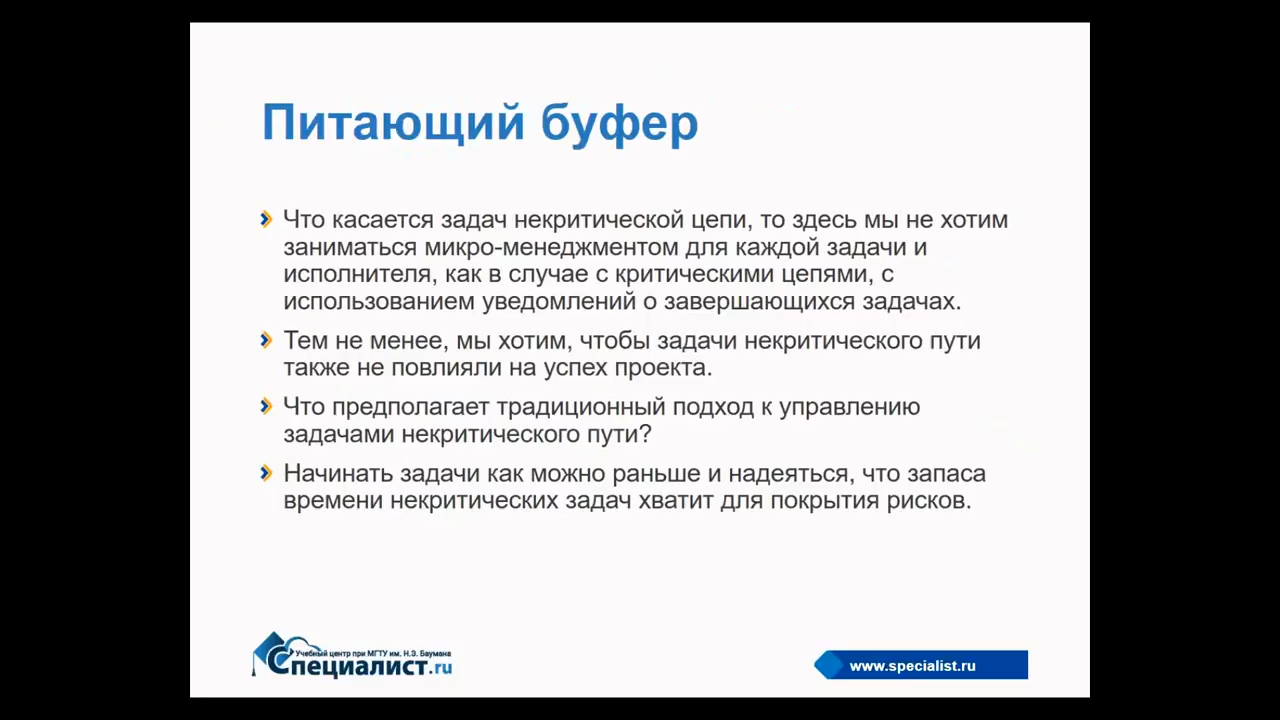 Питающий буфер
Что касается задач некритической цепи, то здесь мы не хотим
заниматься микро-менеджментом для каждой задачи и
исполнителя, как в случае с критическими цепями, с
использованием уведомлений о завершающихся задачах.
Тем не менее, мы хотим, чтобы задачи некритического пути
также не повлияли на успех проекта.
Что предполагает традиционный подход к управлению
задачами некритического пути?
Начинать задачи как можно раньше и надеяться, что запаса
времени некритических задач хватит для покрытия рисков.
Учебный центр при МГТУ им. Н.Э. Баумана
Специалист.ru
www.specialist.ru